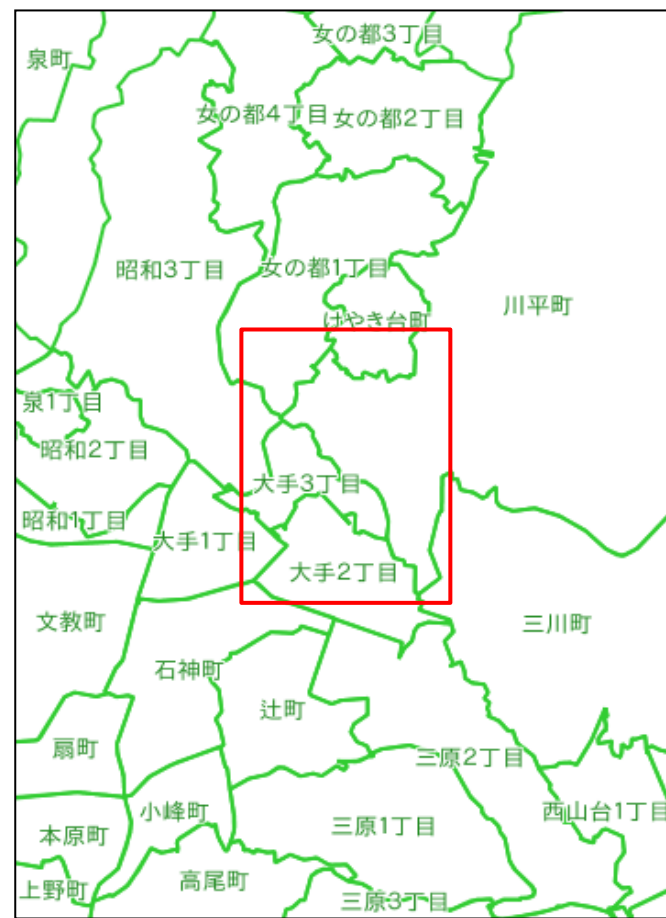 女の都3丁目
泉町
女の都4丁目
女の都2丁目
昭和3丁目
女の都1丁目
川平町
けやき台町
泉1丁目
昭和2丁目
大手3丁目
昭和1丁目
大手1丁目
大手2丁目
文教町
三川町
石神町
辻町
扇町
三原2丁目
小峰町
西山台1丁目
三原1丁目
本原町
高尾町
上野町
三原3丁目